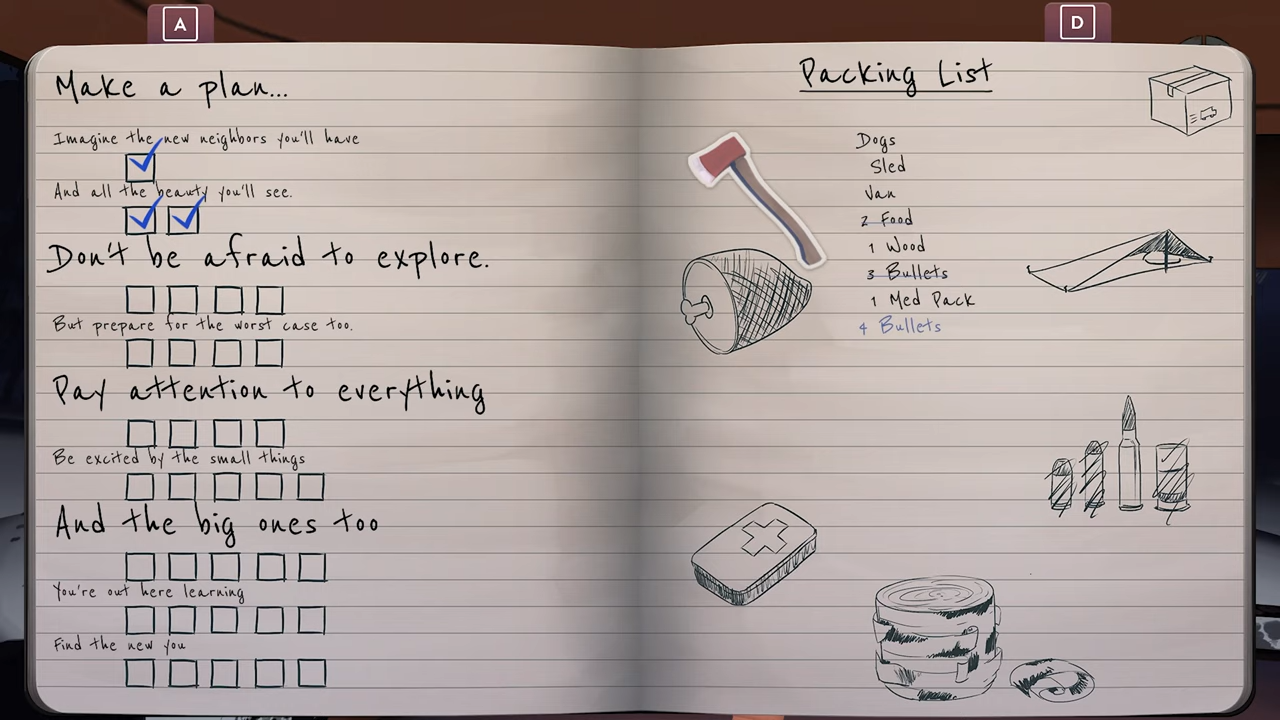 A
D
Make a plan...
Imagine the new neighbors you'll have
And all the beauty you'll see.
Don't be afraid to explore.
But prepare for the worst case too.
Pay attention to everything
Be excited by the small things
And the big ones too
You're out here learning
Find the new you
Packing List
Dogs
Sled
Van
2 Food
1 Wood
3 Bullets
1 Med Pack
4 Bullets